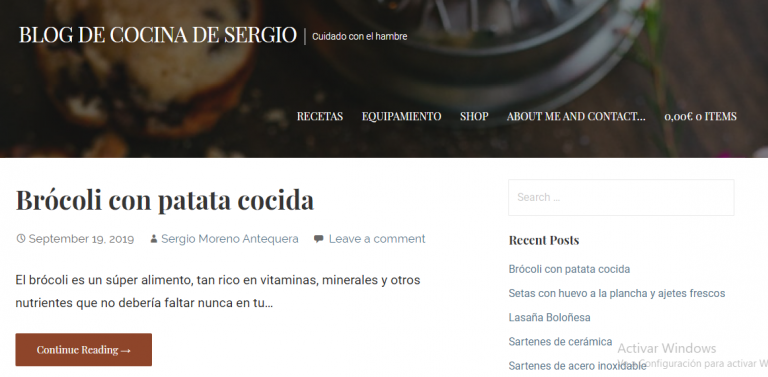 BLOG DE COCINA DE SERGIO
Cuidado con el hambre
RECETAS EQUIPAMIENTO SHOP ABOUT ME AND CONTACT... 0,00€ 0 ITEMS
Brócoli con patata cocida
September 19, 2019 Sergio Moreno Antequera Leave a comment
El brócoli es un súper alimento, tan rico en vitaminas, minerales y otros
nutrientes que no debería faltar nunca en tu...
Continue Reading →
Search ...
Recent Posts
Brócoli con patata cocida
Setas con huevo a la plancha y ajetes frescos
Lasaña Boloñesa
Sartenes de cerámica
Sartenes de acero inoxidable
Activar Windows
Configuración para activar W